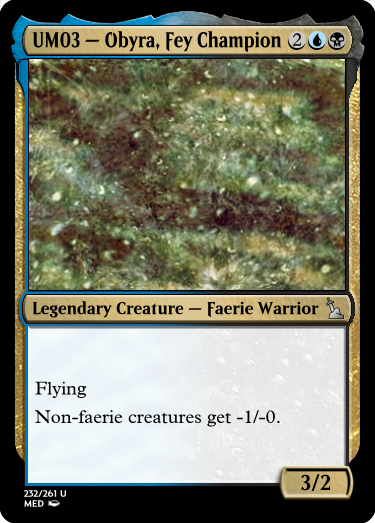 UM03 — Obyra, Fey Champion 2
Legendary Creature — Faerie Warrior
Flying
Non-faerie creatures get -1/-0.
3/2
232/261 U
MED